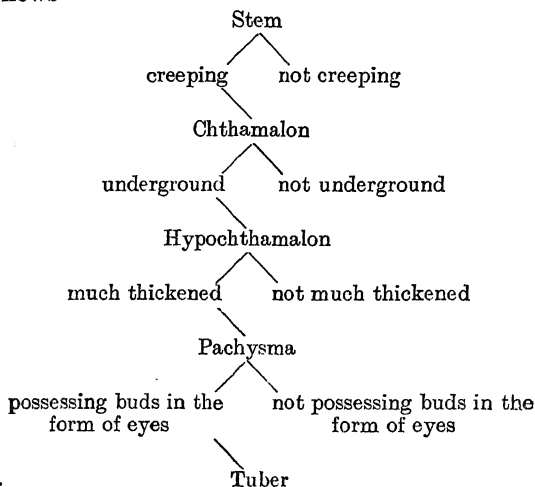 Stem
creeping not creeping
Chthamalon
underground not underground
Hypochthamalon
much thickened not much thickened
Pachysma
possessing buds in the not possessing buds in the
form of eyes form of eyes
Tuber